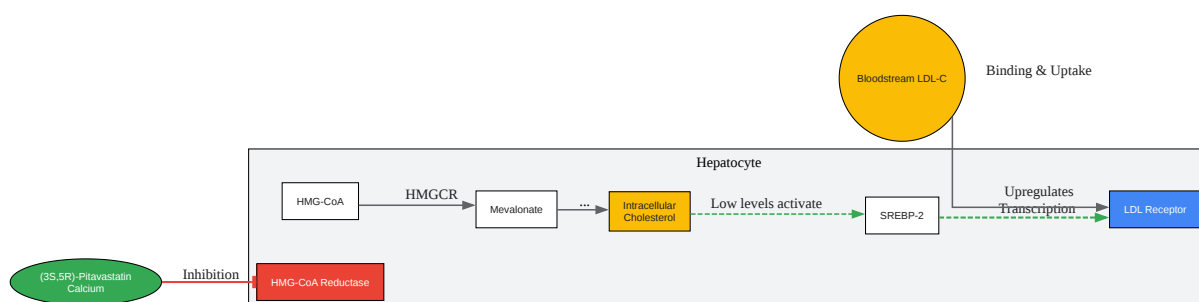 Bloodstream LDL-C
Binding & Uptake
Hepatocyte
HMG-CoA
HMGCR
Mevalonate
...
Intracellular
Cholesterol
Low levels activate
SREBP-2
Upregulates
Transcription
LDL Receptor
(3S,5R)-Pitavastatin
Calcium
Inhibition
HMG-CoA Reductase